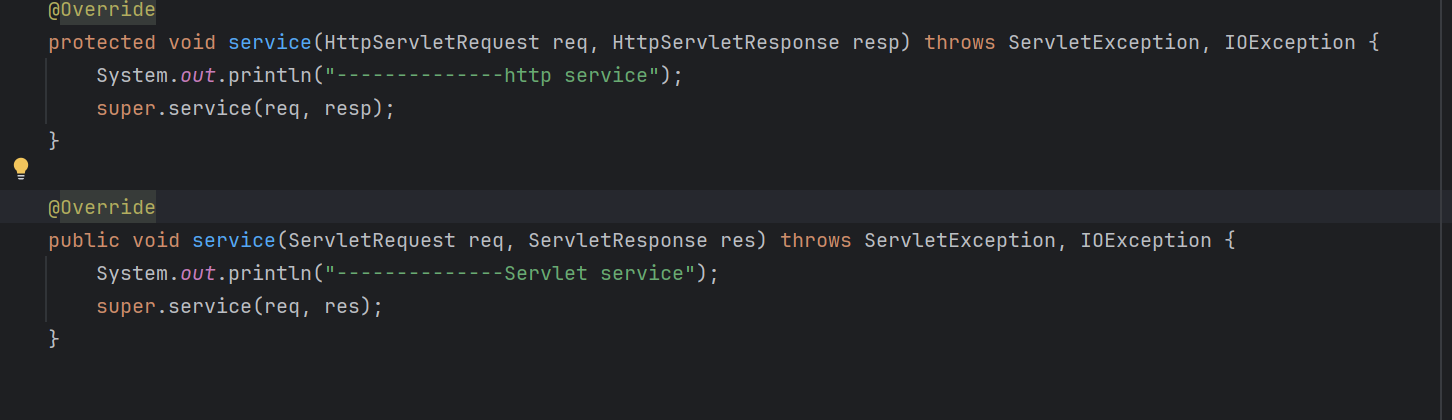 @Override
protected void service(HttpServletRequest req, HttpServletResponse resp) throws ServletException, IOException {
    System.out.println("--------------http service");
    super.service(req, resp);
}
@Override
public void service(ServletRequest req, ServletResponse res) throws ServletException, IOException {
    System.out.println("--------------Servlet service");
    super.service(req, res);
}